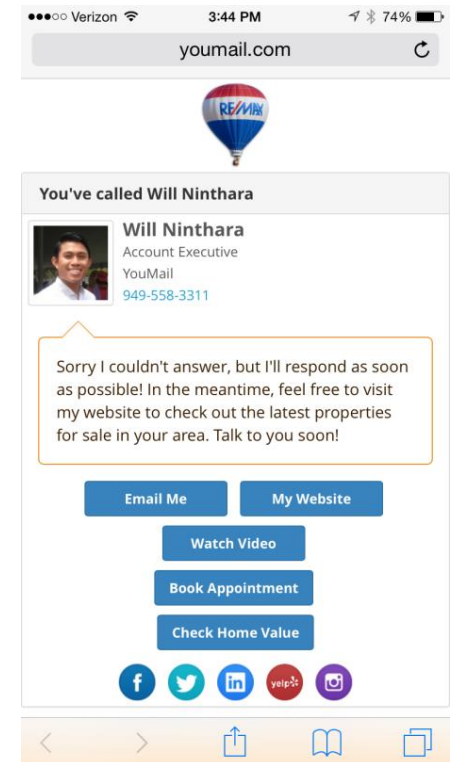 Verizon 3:44 PM 74%
youmail.com
RE/MAX
You've called Will Ninthara
Will Ninthara
Account Executive
YouMail
949-558-3311
Sorry I couldn't answer, but I'll respond as soon
as possible! In the meantime, feel free to visit
my website to check out the latest properties
for sale in your area. Talk to you soon!
Email Me My Website
Watch Video
Book Appointment
Check Home Value
f in yelp